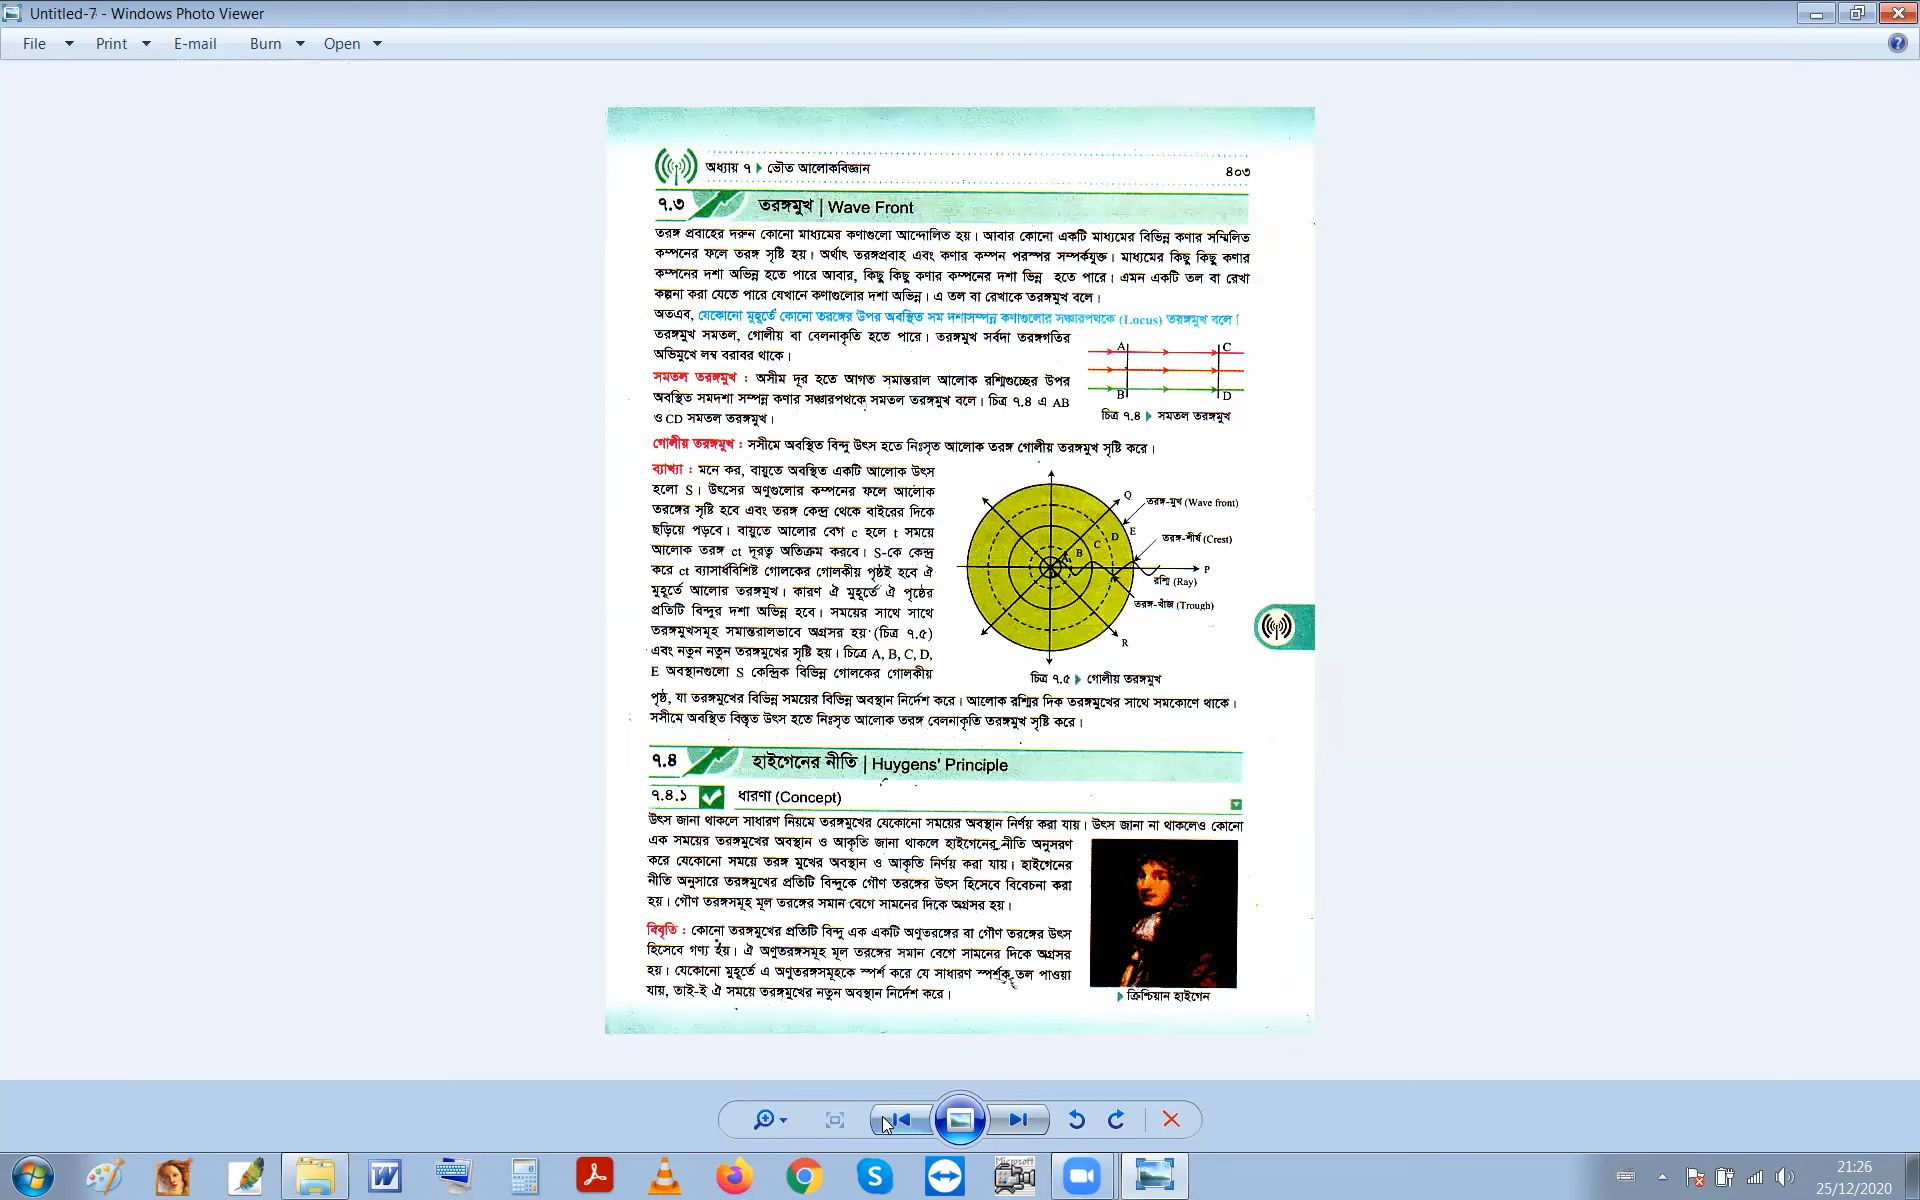 Untitled-7 - Windows Photo Viewer
File Print E-mail Burn Open
অধ্যায় ৭ ভৌত আলোকবিজ্ঞান ৪০৩
৭.৩ তরঙ্গমুখ | Wave Front
তরঙ্গ প্রবাহের দরুন কোনো মাধ্যমের কণাগুলো আন্দোলিত হয়। আবার কোনো একটি মাধ্যমের বিভিন্ন কণার সম্মিলিত
কম্পনের ফলে তরঙ্গ সৃষ্টি হয়। অর্থাৎ তরঙ্গপ্রবাহ এবং কণার কম্পন পরস্পর সম্পর্কযুক্ত। মাধ্যমের কিছু কিছু কণার
কম্পনের দশা অভিন্ন হতে পারে আবার, কিছু কিছু কণার কম্পনের দশা ভিন্ন হতে পারে। এমন একটি তল বা রেখা
কল্পনা করা যেতে পারে যেখানে কণাগুলোর দশা অভিন্ন। এ তল বা রেখাকে তরঙ্গমুখ বলে।
অতএব, যেকোনো মুহূর্তে কোনো তরঙ্গের উপর অবস্থিত সম দশাসম্পন্ন কণাগুলোর সঞ্চারপথকে (Locus) তরঙ্গমুখ বলে।
তরঙ্গমুখ সমতল, গোলীয় বা বেলনাকৃতি হতে পারে। তরঙ্গমুখ সর্বদা তরঙ্গগতির
অভিমুখে লম্ব বরাবর থাকে।
সমতল তরঙ্গমুখ : অসীম দূর হতে আগত সমান্তরাল আলোক রশ্মিগুচ্ছের উপর
অবস্থিত সমদশা সম্পন্ন কণার সঞ্চারপথকে সমতল তরঙ্গমুখ বলে। চিত্র ৭.৪ এ AB
ও CD সমতল তরঙ্গমুখ।
A C
B D
চিত্র ৭.৪ সমতল তরঙ্গমুখ
গোলীয় তরঙ্গমুখ : সসীমে অবস্থিত বিন্দু উৎস হতে নিঃসৃত আলোক তরঙ্গ গোলীয় তরঙ্গমুখ সৃষ্টি করে।
ব্যাখ্যা : মনে কর, বায়ুতে অবস্থিত একটি আলোক উৎস
হলো S। উৎসের অণুগুলোর কম্পনের ফলে আলোক
তরঙ্গের সৃষ্টি হবে এবং তরঙ্গ কেন্দ্র থেকে বাইরের দিকে
ছড়িয়ে পড়বে। বায়ুতে আলোর বেগ c হলে t সময়ে
আলোক তরঙ্গ ct দূরত্ব অতিক্রম করবে। S-কে কেন্দ্র
করে ct ব্যাসার্ধবিশিষ্ট গোলকের গোলকীয় পৃষ্ঠই হবে ঐ
মুহূর্তে আলোর তরঙ্গমুখ। কারণ ঐ মুহূর্তে ঐ পৃষ্ঠের
প্রতিটি বিন্দুর দশা অভিন্ন হবে। সময়ের সাথে সাথে
তরঙ্গমুখসমূহ সমান্তরালভাবে অগ্রসর হয় (চিত্র ৭.৫)
এবং নতুন নতুন তরঙ্গমুখের সৃষ্টি হয়। চিত্রে A, B, C, D,
E অবস্থানগুলো S কেন্দ্রিক বিভিন্ন গোলকের গোলকীয়
Q তরঙ্গ-মুখ (Wave front)
A B C D E
তরঙ্গ-শীর্ষ (Crest)
P
রশ্মি (Ray)
তরঙ্গ-খাঁজ (Trough)
R
চিত্র ৭.৫ গোলীয় তরঙ্গমুখ
পৃষ্ঠ, যা তরঙ্গমুখের বিভিন্ন সময়ের বিভিন্ন অবস্থান নির্দেশ করে। আলোক রশ্মির দিক তরঙ্গমুখের সাথে সমকোণে থাকে।
সসীমে অবস্থিত বিস্তৃত উৎস হতে নিঃসৃত আলোক তরঙ্গ বেলনাকৃতি তরঙ্গমুখ সৃষ্টি করে।
৭.৪ হাইগেনের নীতি | Huygens' Principle
৭.৪.১ ধারণা (Concept)
উৎস জানা থাকলে সাধারণ নিয়মে তরঙ্গমুখের যেকোনো সময়ের অবস্থান নির্ণয় করা যায়। উৎস জানা না থাকলেও কোনো
এক সময়ের তরঙ্গমুখের অবস্থান ও আকৃতি জানা থাকলে হাইগেনের নীতি অনুসরণ
করে যেকোনো সময়ে তরঙ্গ মুখের অবস্থান ও আকৃতি নির্ণয় করা যায়। হাইগেনের
নীতি অনুসারে তরঙ্গমুখের প্রতিটি বিন্দুকে গৌণ তরঙ্গের উৎস হিসেবে বিবেচনা করা
হয়। গৌণ তরঙ্গসমূহ মূল তরঙ্গের সমান বেগে সামনের দিকে অগ্রসর হয়।
বিবৃতি : কোনো তরঙ্গমুখের প্রতিটি বিন্দু এক একটি অণুতরঙ্গের বা গৌণ তরঙ্গের উৎস
হিসেবে গণ্য হয়। ঐ অণুতরঙ্গসমূহ মূল তরঙ্গের সমান বেগে সামনের দিকে অগ্রসর
হয়। যেকোনো মুহূর্তে এ অণুতরঙ্গসমূহকে স্পর্শ করে যে সাধারণ স্পর্শক তল পাওয়া
যায়, তাই-ই ঐ সময়ে তরঙ্গমুখের নতুন অবস্থান নির্দেশ করে।
ক্রিশ্চিয়ান হাইগেন
Microsoft
21:26
25/12/2020